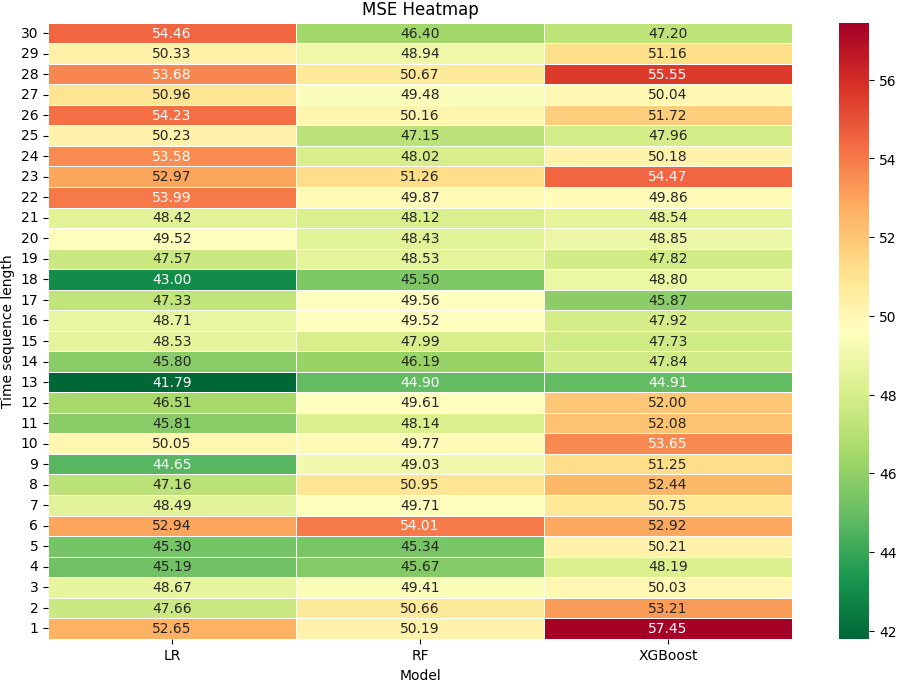 MSE Heatmap
30 54.46 46.40 47.20
29 50.33 48.94 51.16
28 53.68 50.67 55.55
27 50.96 49.48 50.04
26 54.23 50.16 51.72
25 50.23 47.15 47.96
24 53.58 48.02 50.18
23 52.97 51.26 54.47
22 53.99 49.87 49.86
21 48.42 48.12 48.54
20 49.52 48.43 48.85
19 47.57 48.53 47.82
18 43.00 45.50 48.80
17 47.33 49.56 45.87
16 48.71 49.52 47.92
15 48.53 47.99 47.73
14 45.80 46.19 47.84
13 41.79 44.90 44.91
12 46.51 49.61 52.00
11 45.81 48.14 52.08
10 50.05 49.77 53.65
9 44.65 49.03 51.25
8 47.16 50.95 52.44
7 48.49 49.71 50.75
6 52.94 54.01 52.92
5 45.30 45.34 50.21
4 45.19 45.67 48.19
3 48.67 49.41 50.03
2 47.66 50.66 53.21
1 52.65 50.19 57.45
LR RF XGBoost
Model
Time sequence length
56
54
52
50
48
46
44
42